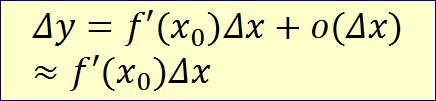 Δy = f′(x₀)Δx + o(Δx)
≈ f′(x₀)Δx